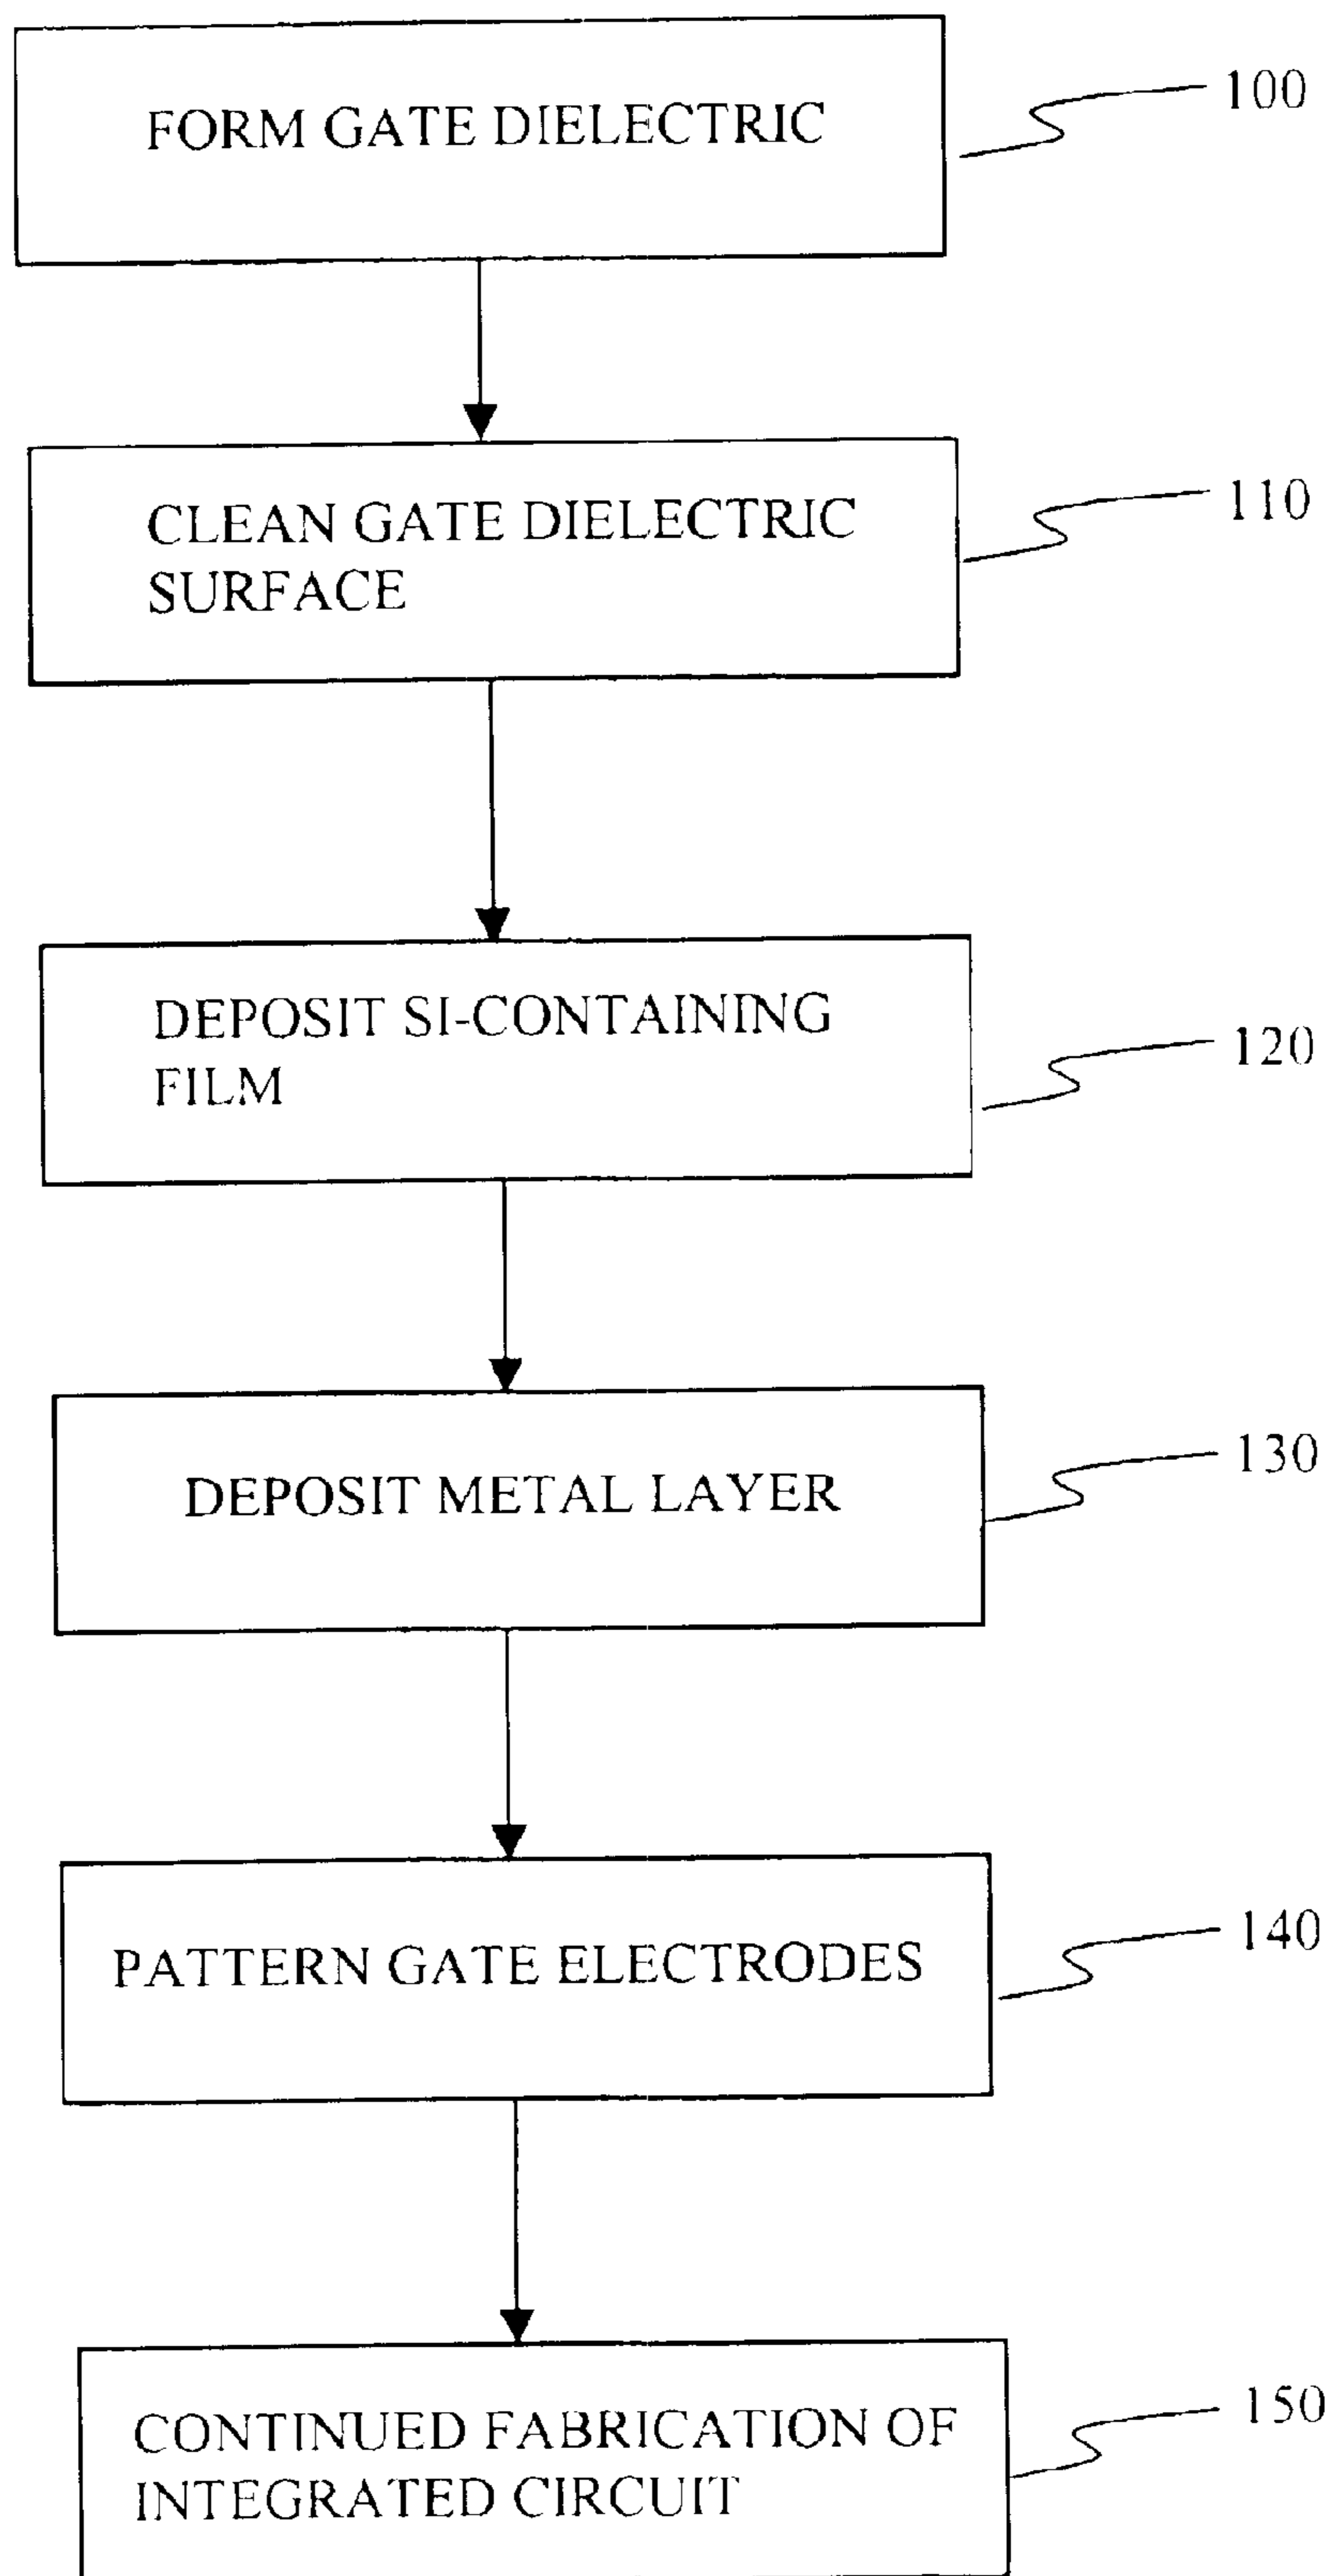 FORM GATE DIELECTRIC
100
CLEAN GATE DIELECTRIC
SURFACE
110
DEPOSIT SI-CONTAINING
FILM
120
DEPOSIT METAL LAYER
130
PATTERN GATE ELECTRODES
140
CONTINUED FABRICATION OF
INTEGRATED CIRCUIT
150